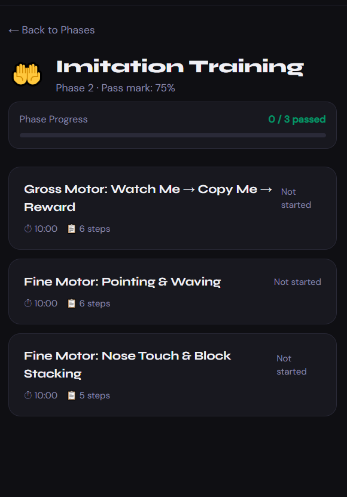 ← Back to Phases
Imitation Training
Phase 2 · Pass mark: 75%
Phase Progress
0 / 3 passed
Gross Motor: Watch Me → Copy Me →
Reward
Not
started
10:00
6 steps
Fine Motor: Pointing & Waving
Not started
10:00
6 steps
Fine Motor: Nose Touch & Block
Stacking
Not
started
10:00
5 steps